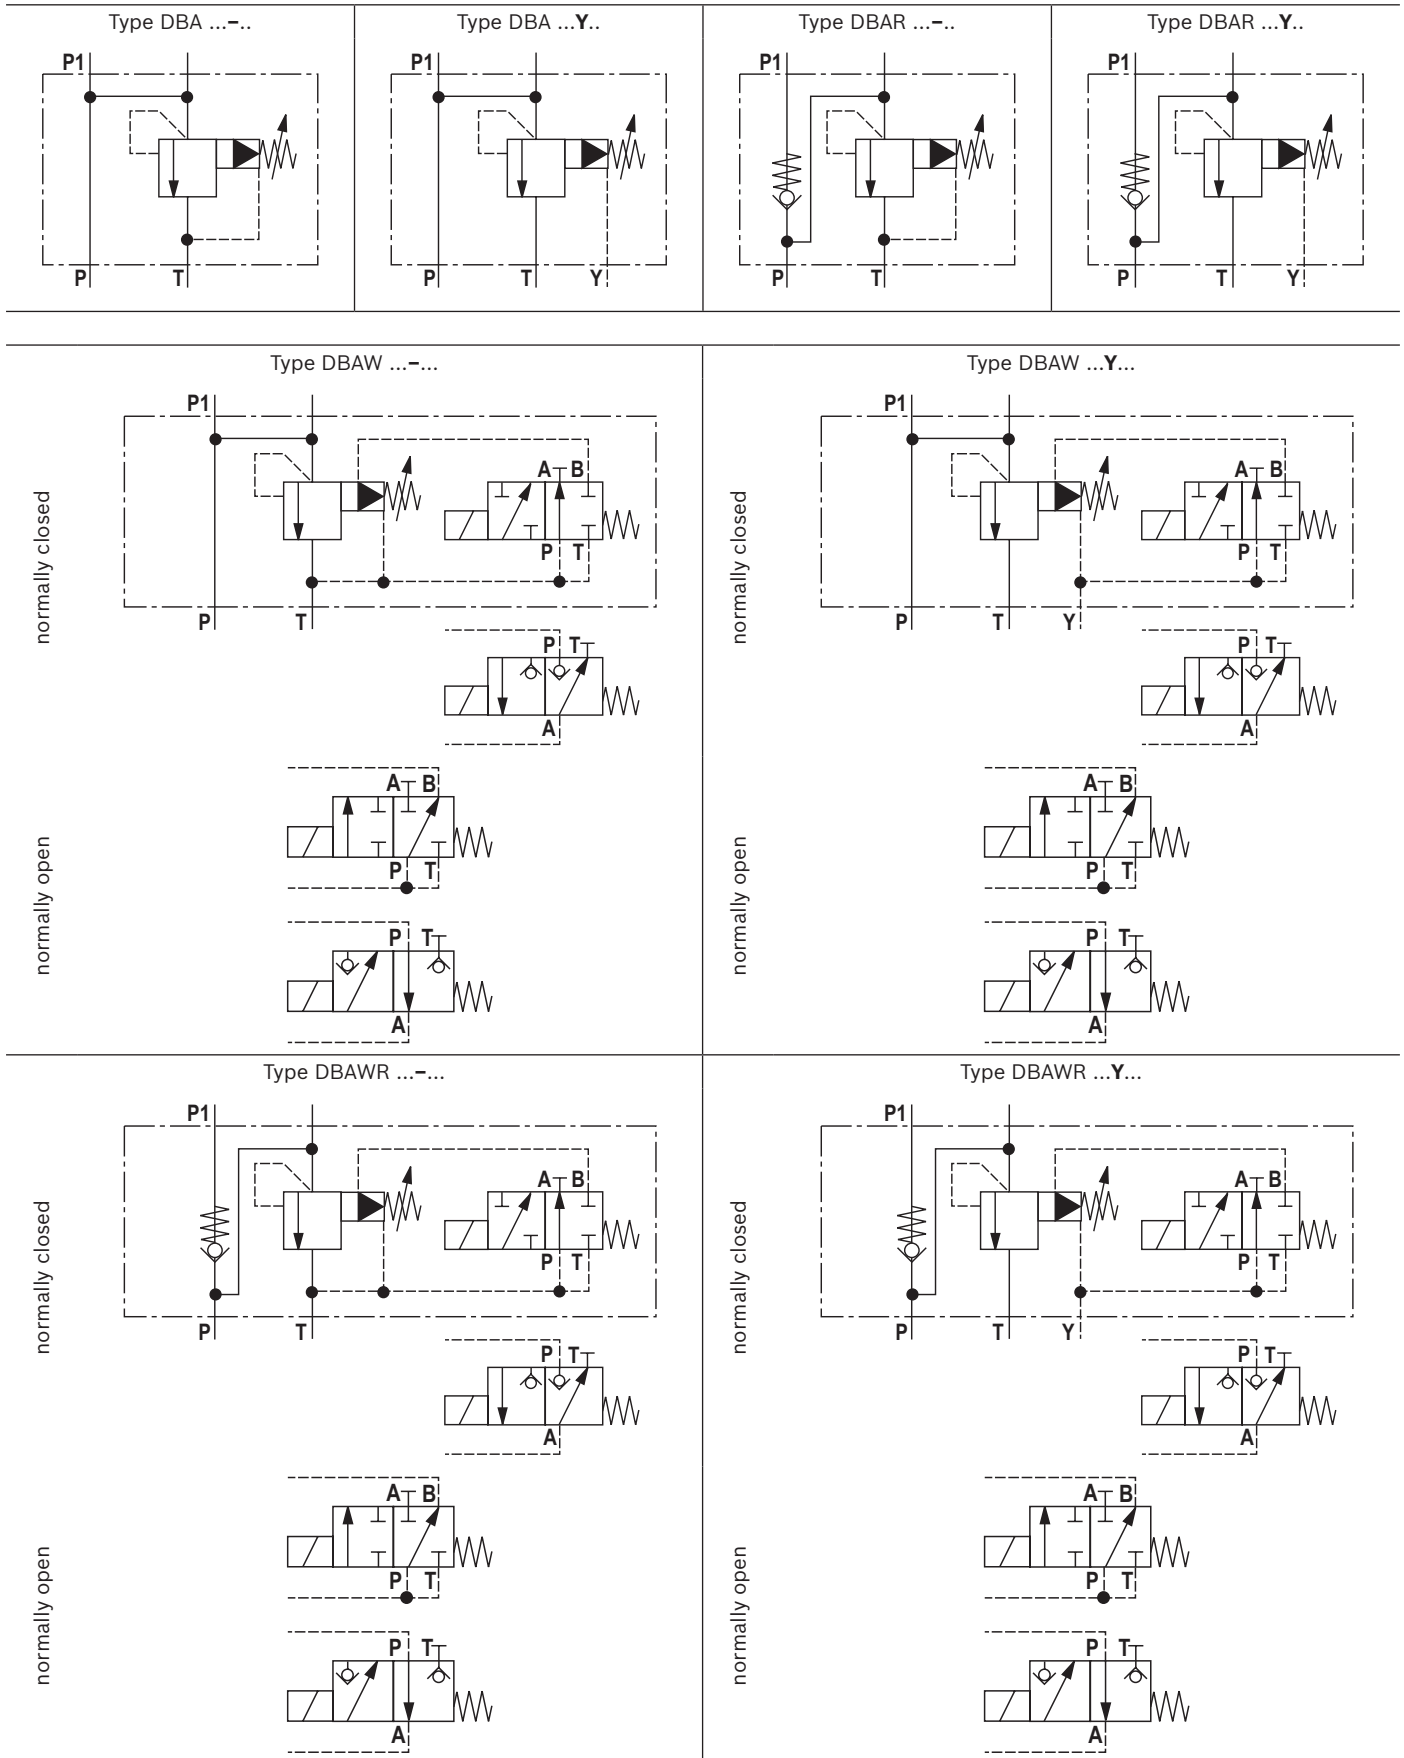 Type DBA ...–..
Type DBA ...Y..
Type DBAR ...–..
Type DBAR ...Y..
P1
P1
P1
P1
P T
P T Y
P T
P T Y
Type DBAW ...–...
Type DBAW ...Y...
normally closed
P1
A B
P T
P T
P T
A
normally closed
P1
A B
P T
P T Y
P T
A
normally open
A B
P T
P T
A
normally open
A B
P T
P T
A
Type DBAWR ...–...
Type DBAWR ...Y...
normally closed
P1
A B
P T
P T
P T
A
normally closed
P1
A B
P T
P T Y
P T
A
normally open
A B
P T
P T
A
normally open
A B
P T
P T
A